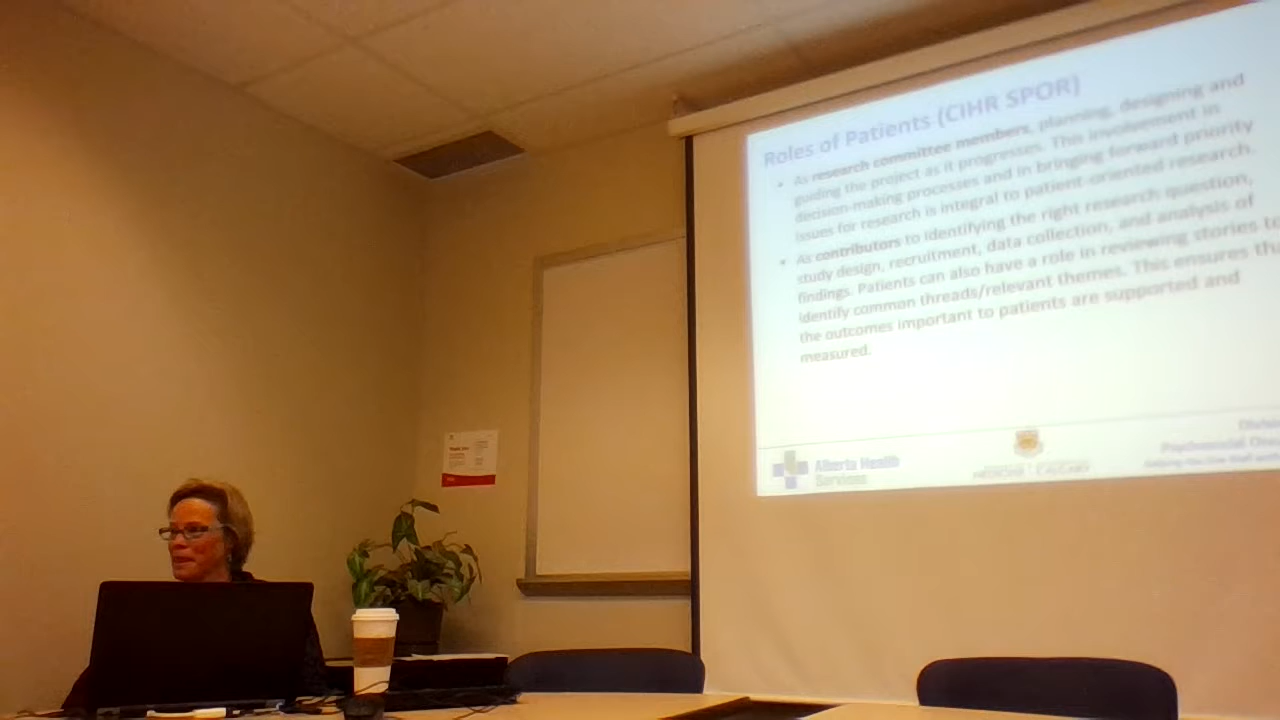 Roles of Patients (CIHR SPOR)
• As research committee members, planning, designing and
guiding the project as it progresses. This involvement in
decision-making processes and in bringing forward priority
issues for research is integral to patient-oriented research.
• As contributors to identifying the right research question,
study design, recruitment, data collection, and analysis of
findings. Patients can also have a role in reviewing stories to
identify common threads/relevant themes. This ensures tha
the outcomes important to patients are supported and
measured.
Alberta Health
Services
MEDICINE CALGARY